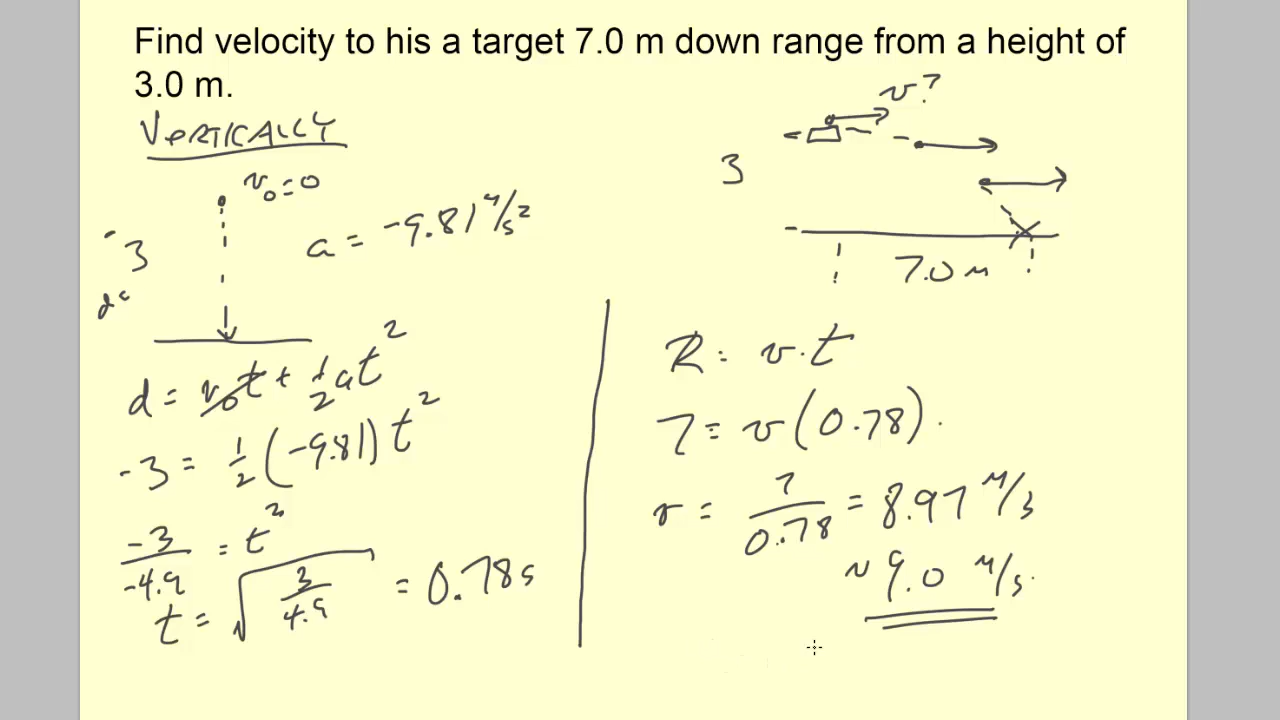 Find velocity to his a target 7.0 m down range from a height of
3.0 m.
VERTICALLY
v₀ = 0
a = -9.81 m/s²
-3
d =
d = v₀t + ½at²
-3 = ½(-9.81)t²
-3/-4.9 = t²
t = √(3/4.9) = 0.78s
v?
3
7.0 m
R = v·t
7 = v(0.78).
v = 7/0.78 = 8.97 m/s
~ 9.0 m/s.